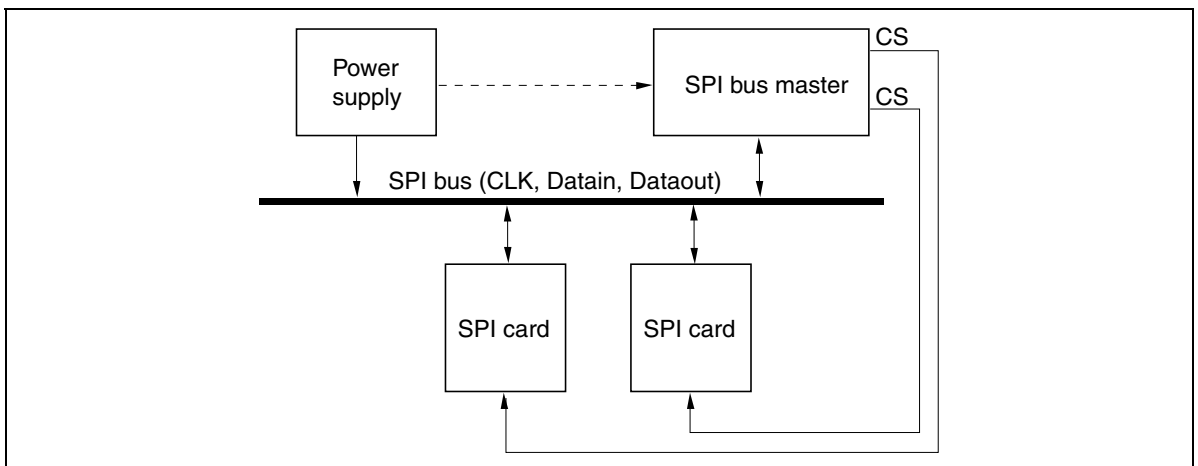 Power
supply
SPI bus master
CS
CS
SPI bus (CLK, Datain, Dataout)
SPI card
SPI card